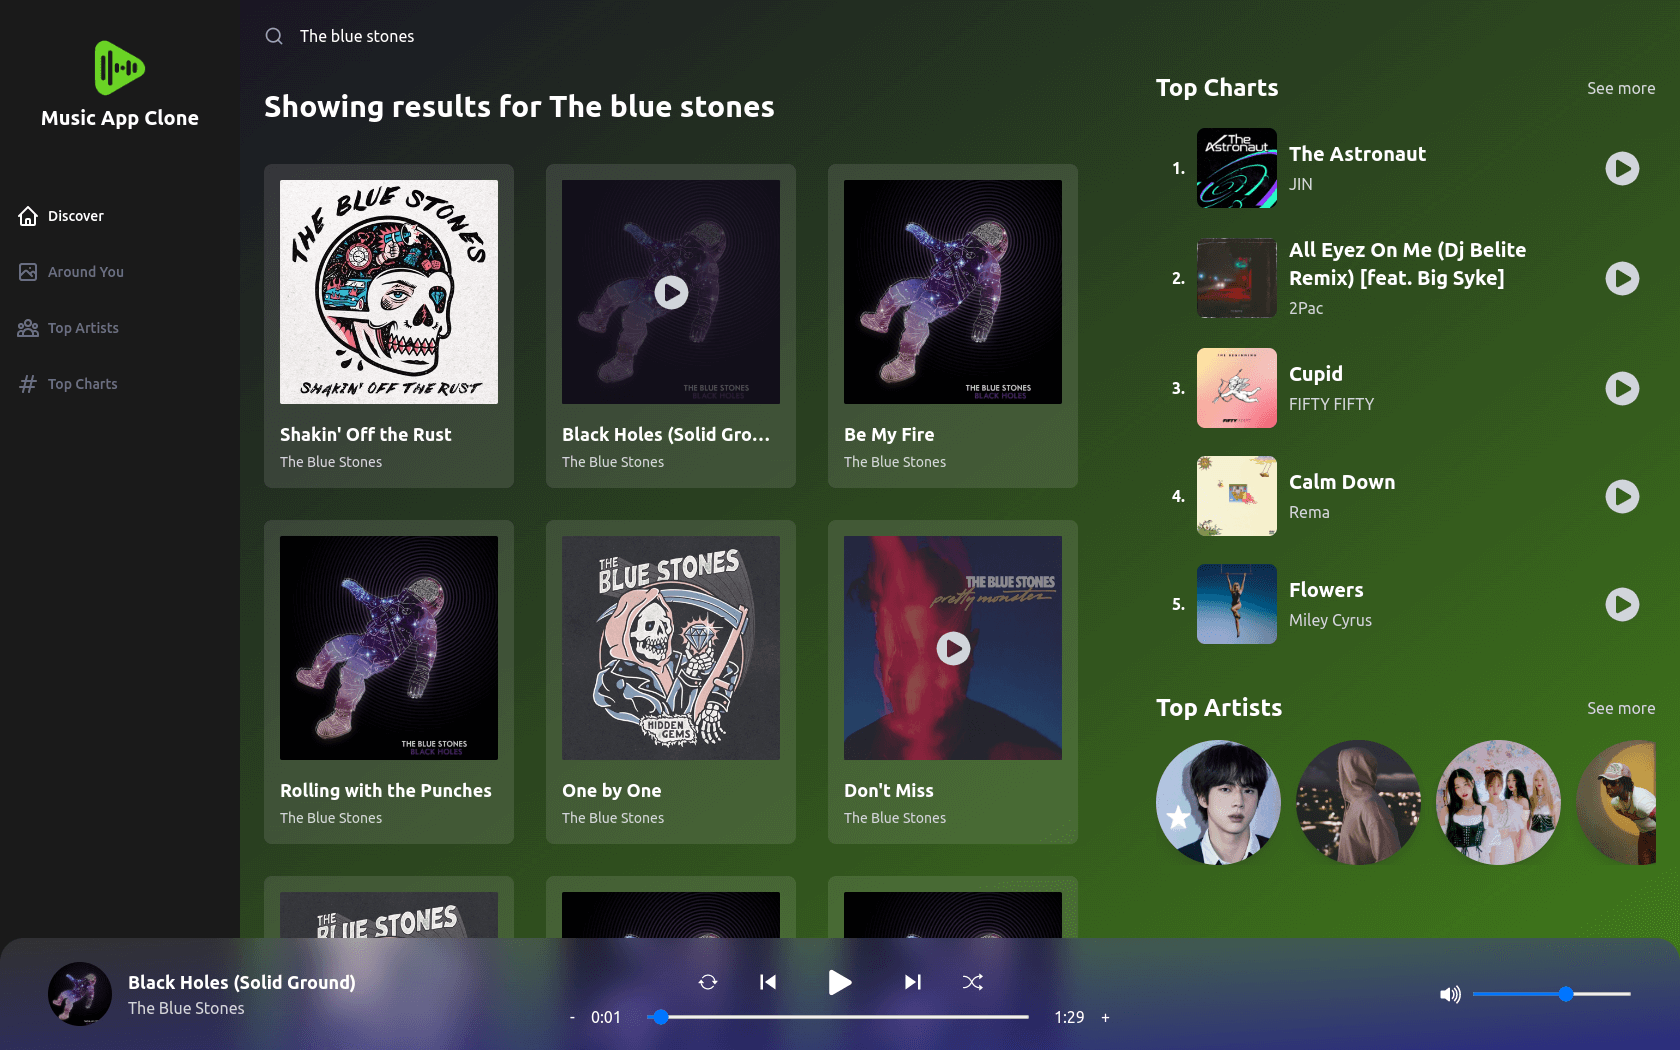 Music App Clone
Discover
Around You
Top Artists
Top Charts
The blue stones
Showing results for The blue stones
THE BLUE STONES
SHAKIN' OFF THE RUST
Shakin' Off the Rust
The Blue Stones
THE BLUE STONES
BLACK HOLES
Black Holes (Solid Gro...
The Blue Stones
THE BLUE STONES
BLACK HOLES
Be My Fire
The Blue Stones
THE BLUE STONES
BLACK HOLES
Rolling with the Punches
The Blue Stones
THE
BLUE STONES
HIDDEN
GEMS
One by One
The Blue Stones
THE BLUE STONES
pretty monster
Don't Miss
The Blue Stones
THE
BLUE STONES
Top Charts
See more
1.
The
Astronaut
The Astronaut
JIN
2.
All Eyez On Me (Dj Belite
Remix) [feat. Big Syke]
2Pac
3.
THE BEGINNING
Cupid
FIFTY FIFTY
4.
Calm Down
Rema
5.
Flowers
Miley Cyrus
Top Artists
See more
Black Holes (Solid Ground)
The Blue Stones
- 0:01
1:29 +